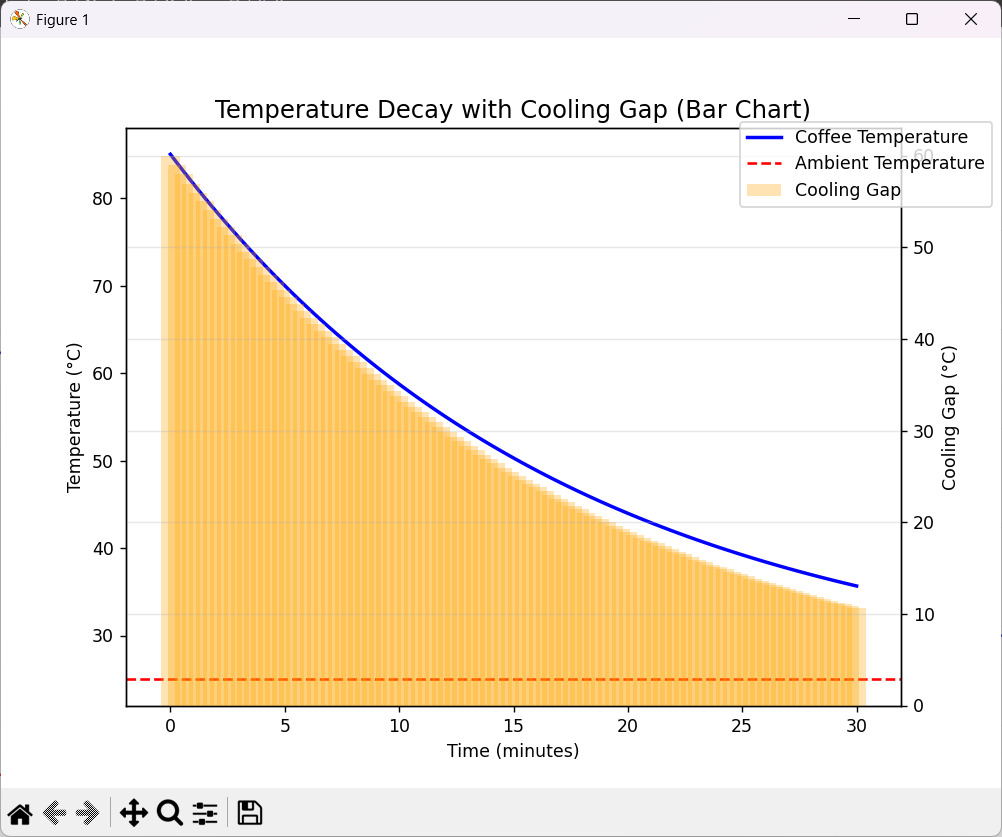 Figure 1
Temperature Decay with Cooling Gap (Bar Chart)
Coffee Temperature
Ambient Temperature
Cooling Gap
Temperature (°C)
80
70
60
50
40
30
60
50
40
30
20
10
0
Cooling Gap (°C)
0 5 10 15 20 25 30
Time (minutes)